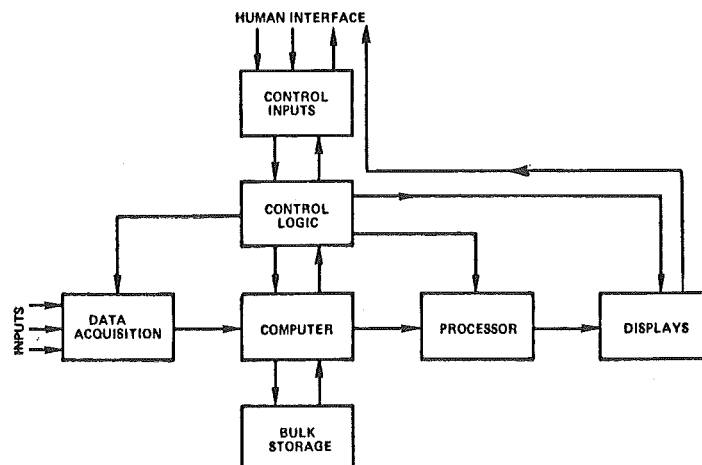 HUMAN INTERFACE
CONTROL
INPUTS
CONTROL
LOGIC
INPUTS
DATA
ACQUISITION
COMPUTER
PROCESSOR
DISPLAYS
BULK
STORAGE